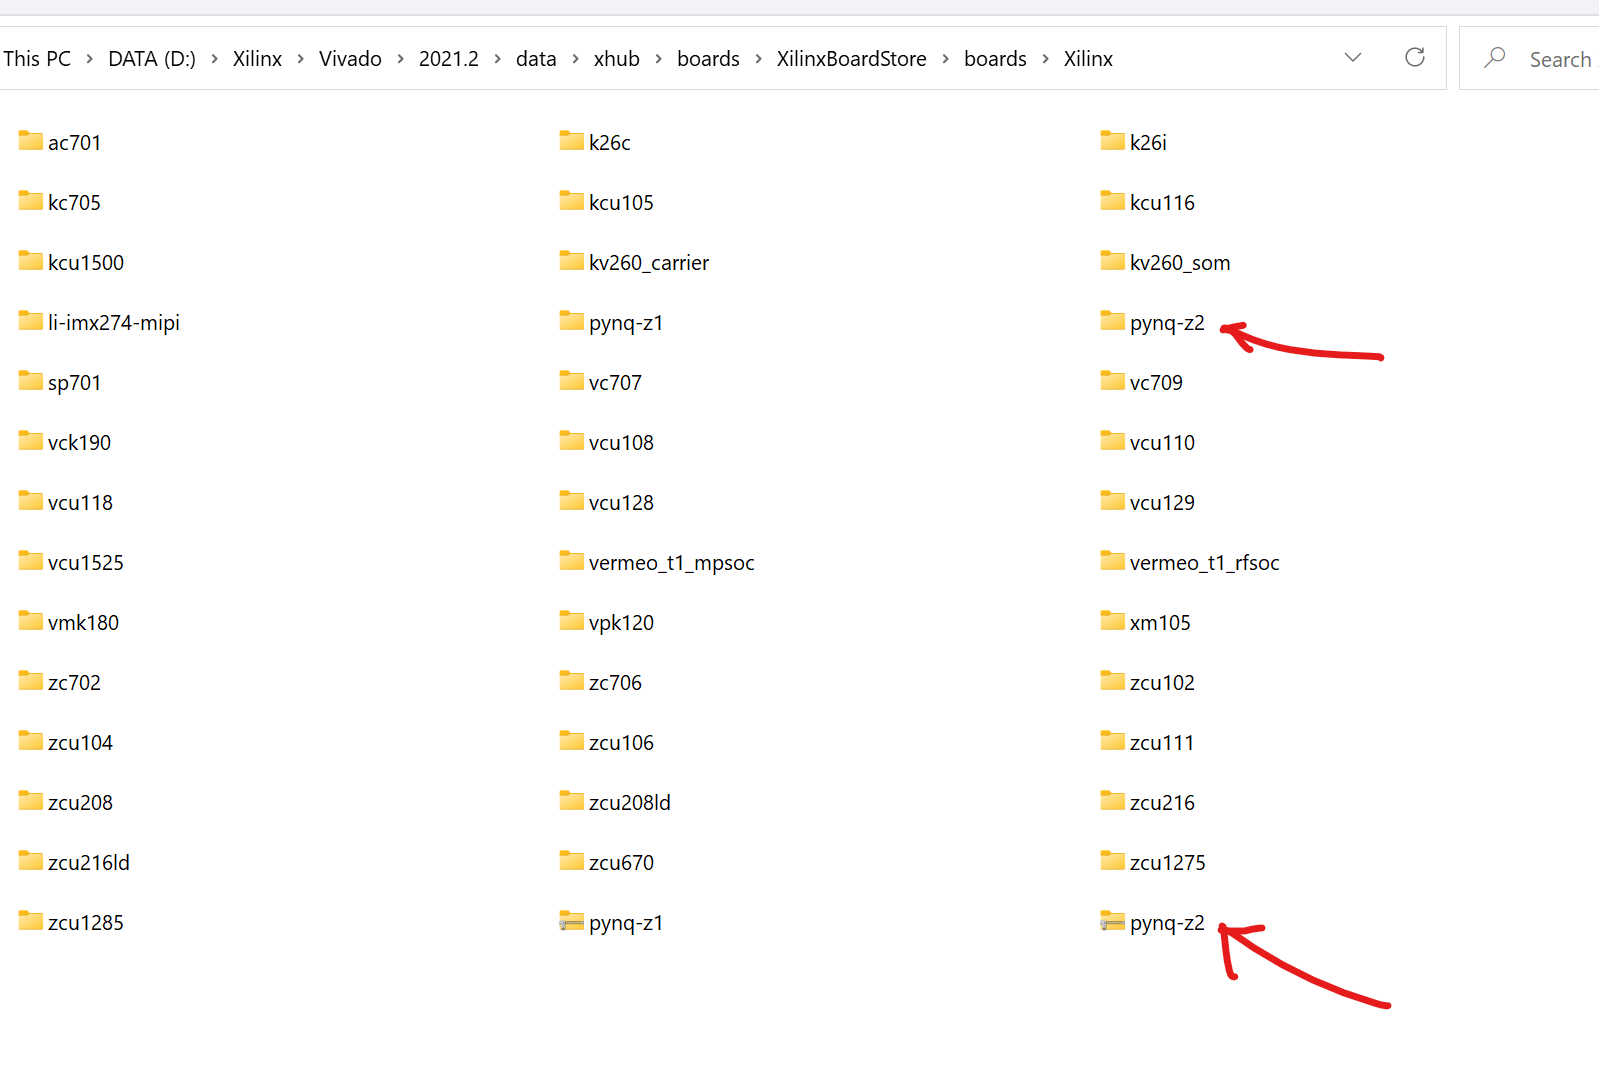 This PC > DATA (D:) > Xilinx > Vivado > 2021.2 > data > xhub > boards > XilinxBoardStore > boards > Xilinx Search
ac701 k26c k26i
kc705 kcu105 kcu116
kcu1500 kv260_carrier kv260_som
li-imx274-mipi pynq-z1 pynq-z2
sp701 vc707 vc709
vck190 vcu108 vcu110
vcu118 vcu128 vcu129
vcu1525 vermeo_t1_mpsoc vermeo_t1_rfsoc
vmk180 vpk120 xm105
zc702 zc706 zcu102
zcu104 zcu106 zcu111
zcu208 zcu208ld zcu216
zcu216ld zcu670 zcu1275
zcu1285 pynq-z1 pynq-z2